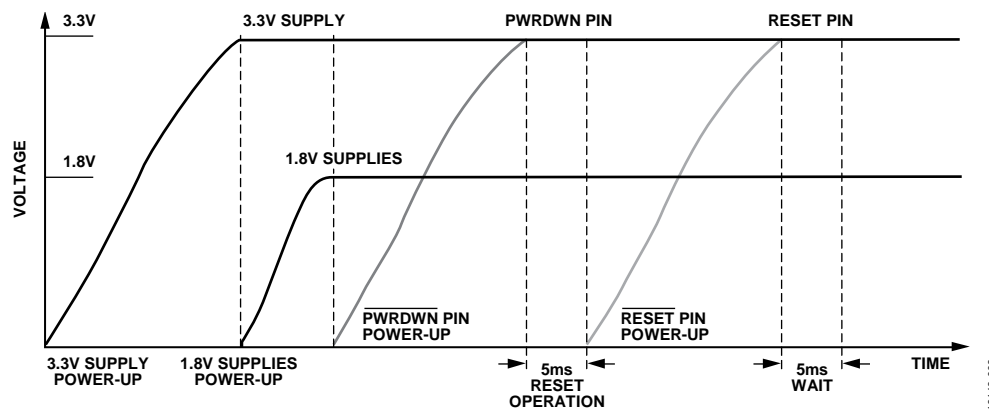 3.3V
3.3V SUPPLY
PWRDWN PIN
RESET PIN
1.8V
1.8V SUPPLIES
VOLTAGE
PWRDWN PIN
POWER-UP
RESET PIN
POWER-UP
3.3V SUPPLY
POWER-UP
1.8V SUPPLIES
POWER-UP
5ms
RESET
OPERATION
5ms
WAIT
TIME